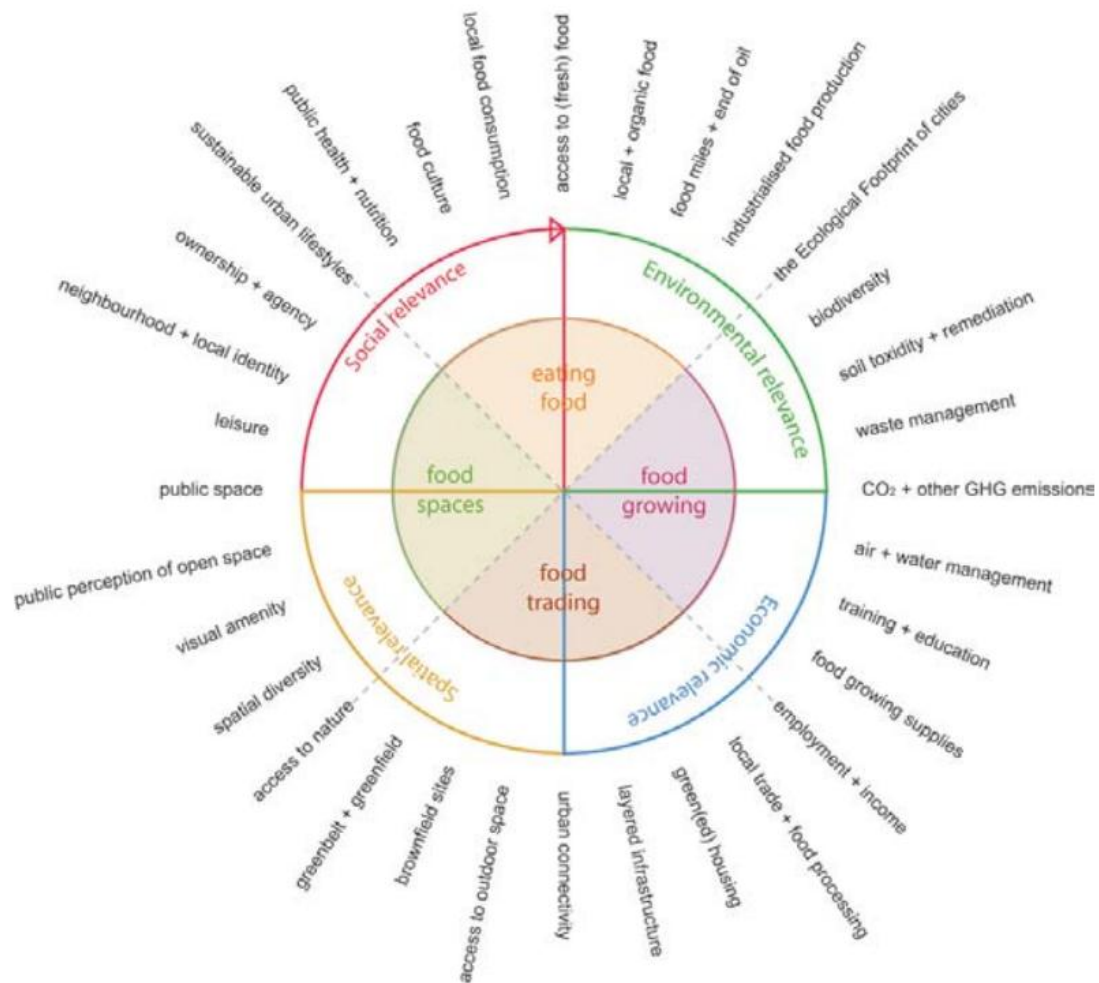 access to (fresh) food
local + organic food
food miles + end of oil
industrialised food production
the Ecological Footprint of cities
biodiversity
soil toxidity + remediation
waste management
CO₂ + other GHG emissions
air + water management
training + education
food growing supplies
employment + income
local trade + food processing
green(ed) housing
layered infrastructure
urban connectivity
access to outdoor space
brownfield sites
greenbelt + greenfield
access to nature
spatial diversity
visual amenity
public perception of open space
public space
leisure
neighbourhood + local identity
ownership + agency
sustainable urban lifestyles
public health + nutrition
food culture
local food consumption
Social relevance
Environmental relevance
Economic relevance
Spatial relevance
eating
food
food
growing
food
trading
food
spaces